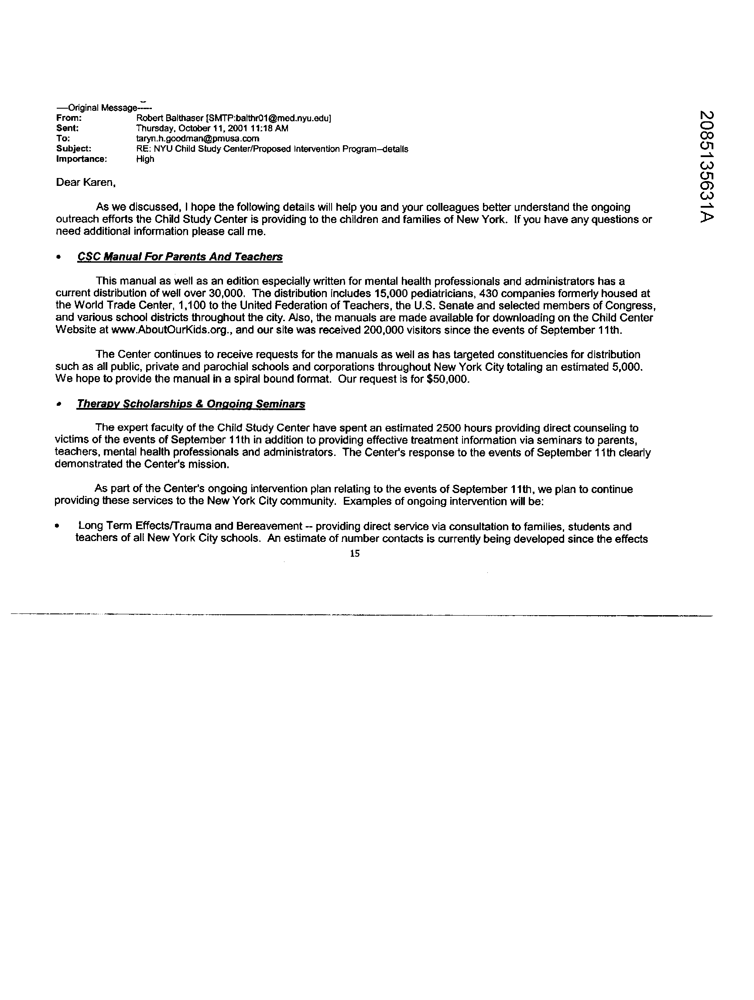 -----Original Message-----
From: Robert Balthaser [SMTP:balthr01@med.nyu.edu]
Sent: Thursday, October 11, 2001 11:18 AM
To: taryn.h.goodman@pmusa.com
Subject: RE: NYU Child Study Center/Proposed Intervention Program--details
Importance: High
Dear Karen,
As we discussed, I hope the following details will help you and your colleagues better understand the ongoing
outreach efforts the Child Study Center is providing to the children and families of New York. If you have any questions or
need additional information please call me.
• CSC Manual For Parents And Teachers
This manual as well as an edition especially written for mental health professionals and administrators has a
current distribution of well over 30,000. The distribution includes 15,000 pediatricians, 430 companies formerly housed at
the World Trade Center, 1,100 to the United Federation of Teachers, the U.S. Senate and selected members of Congress,
and various school districts throughout the city. Also, the manuals are made available for downloading on the Child Center
Website at www.AboutOurKids.org., and our site was received 200,000 visitors since the events of September 11th.
The Center continues to receive requests for the manuals as well as has targeted constituencies for distribution
such as all public, private and parochial schools and corporations throughout New York City totaling an estimated 5,000.
We hope to provide the manual in a spiral bound format. Our request is for $50,000.
• Therapy Scholarships & Ongoing Seminars
The expert faculty of the Child Study Center have spent an estimated 2500 hours providing direct counseling to
victims of the events of September 11th in addition to providing effective treatment information via seminars to parents,
teachers, mental health professionals and administrators. The Center's response to the events of September 11th clearly
demonstrated the Center's mission.
As part of the Center's ongoing intervention plan relating to the events of September 11th, we plan to continue
providing these services to the New York City community. Examples of ongoing intervention will be:
• Long Term Effects/Trauma and Bereavement -- providing direct service via consultation to families, students and
teachers of all New York City schools. An estimate of number contacts is currently being developed since the effects
15
2085135631A